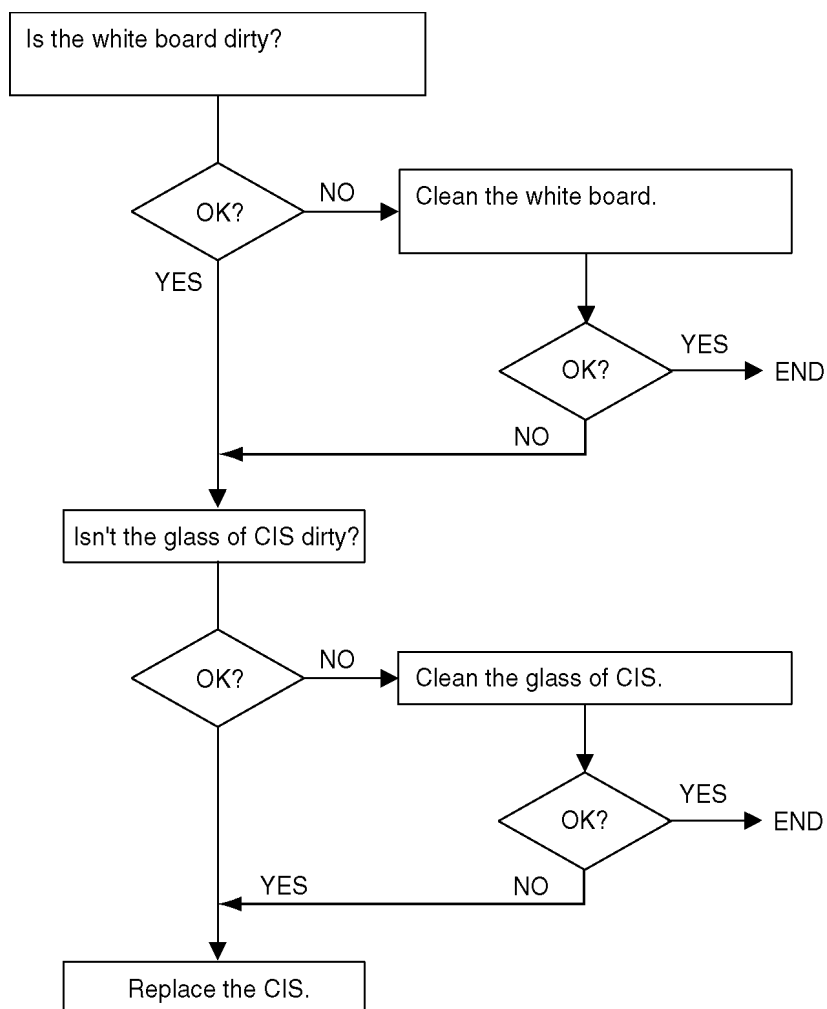 Is the white board dirty?
OK?
NO
Clean the white board.
YES
OK?
YES
END
NO
Isn't the glass of CIS dirty?
OK?
NO
Clean the glass of CIS.
OK?
YES
END
YES
NO
Replace the CIS.